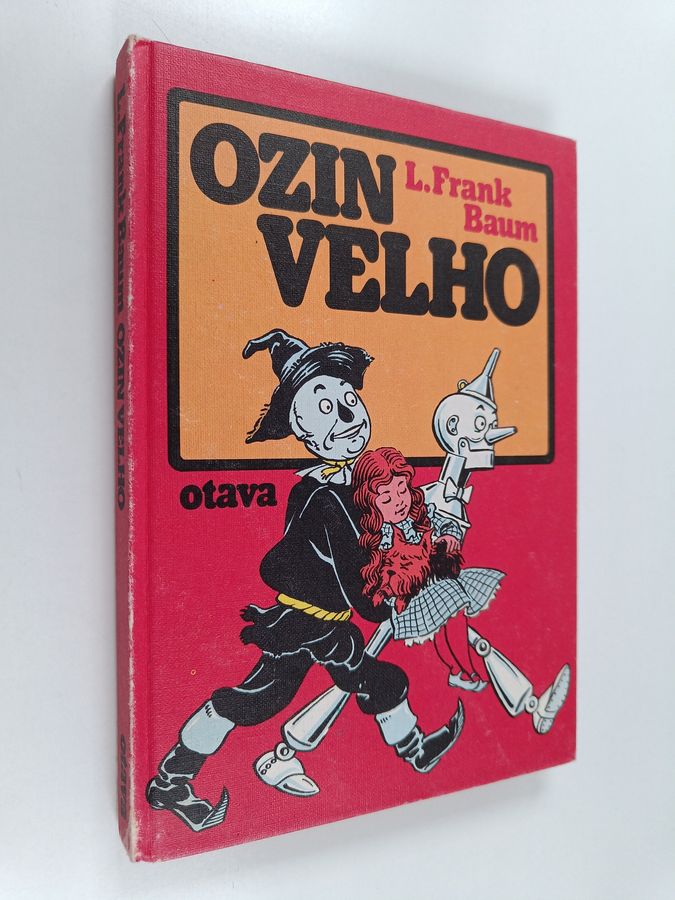 OZIN
L. Frank
Baum
VELHO
otava
L. Frank Baum OZIN VELHO
OTAVA